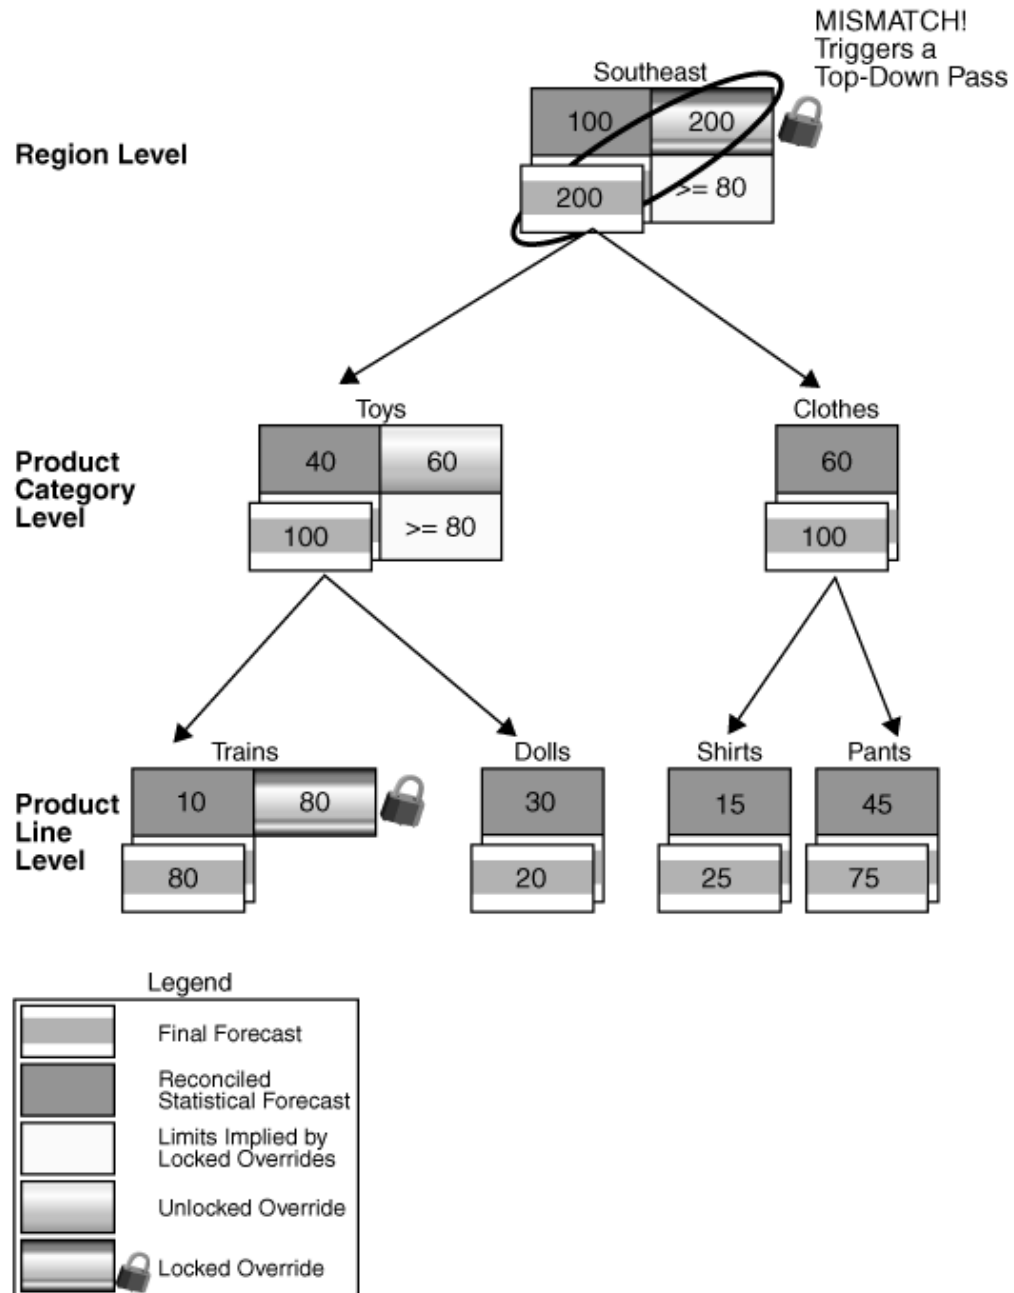 MISMATCH!
Triggers a
Top-Down Pass
Southeast
Region Level
100 200
200 >= 80
Toys Clothes
Product
Category
Level
40 60 60
100 >= 80 100
Trains Dolls Shirts Pants
Product
Line
Level
10 80 30 15 45
80 20 25 75
Legend
Final Forecast
Reconciled
Statistical Forecast
Limits Implied by
Locked Overrides
Unlocked Override
Locked Override